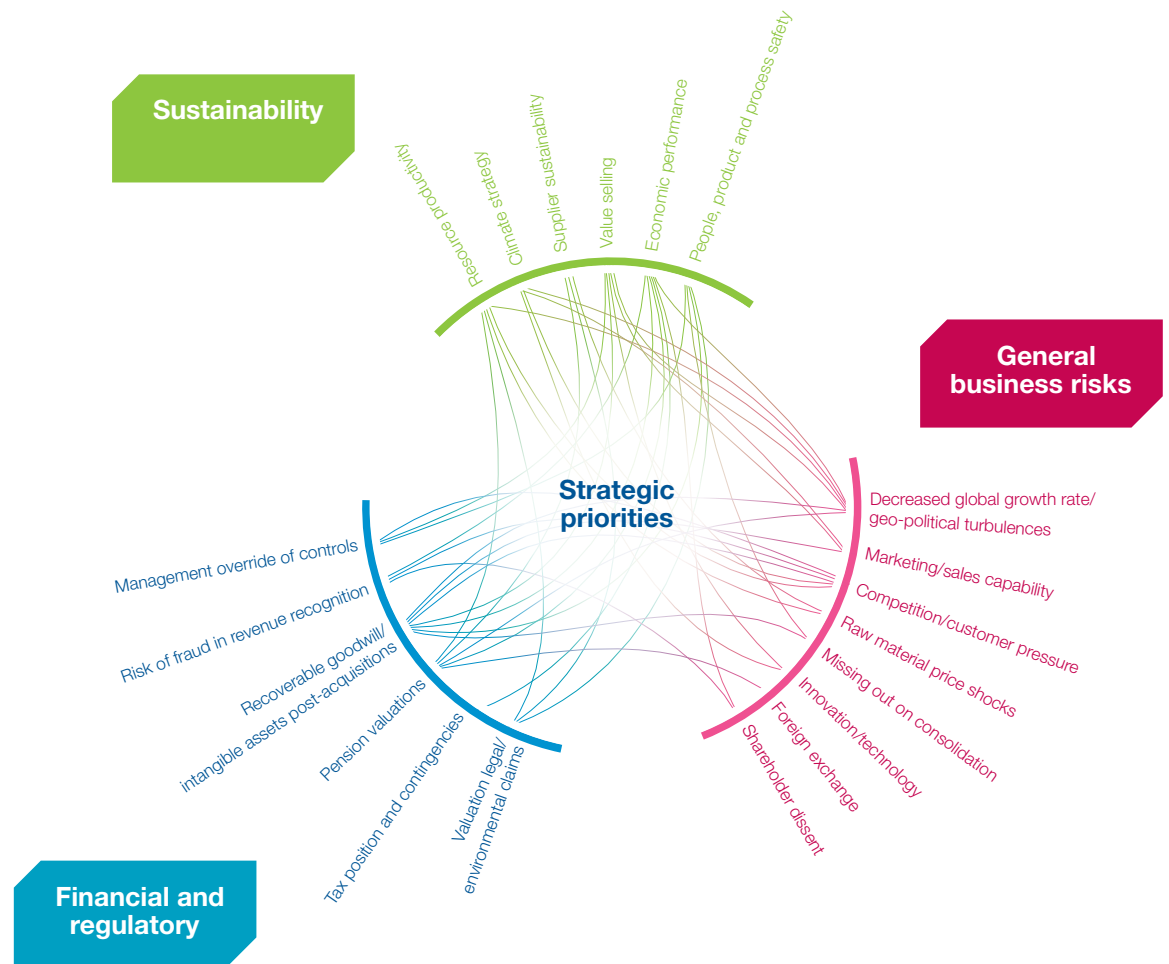 Sustainability
Resource productivity
Climate strategy
Supplier sustainability
Value selling
Economic performance
People, product and process safety
General
business risks
Strategic
priorities
Decreased global growth rate/
geo-political turbulences
Marketing/sales capability
Competition/customer pressure
Raw material price shocks
Missing out on consolidation
Innovation/technology
Foreign exchange
Shareholder dissent
Management override of controls
Risk of fraud in revenue recognition
Recoverable goodwill/
intangible assets post-acquisitions
Pension valuations
Tax position and contingencies
Valuation legal/
environmental claims
Financial and
regulatory